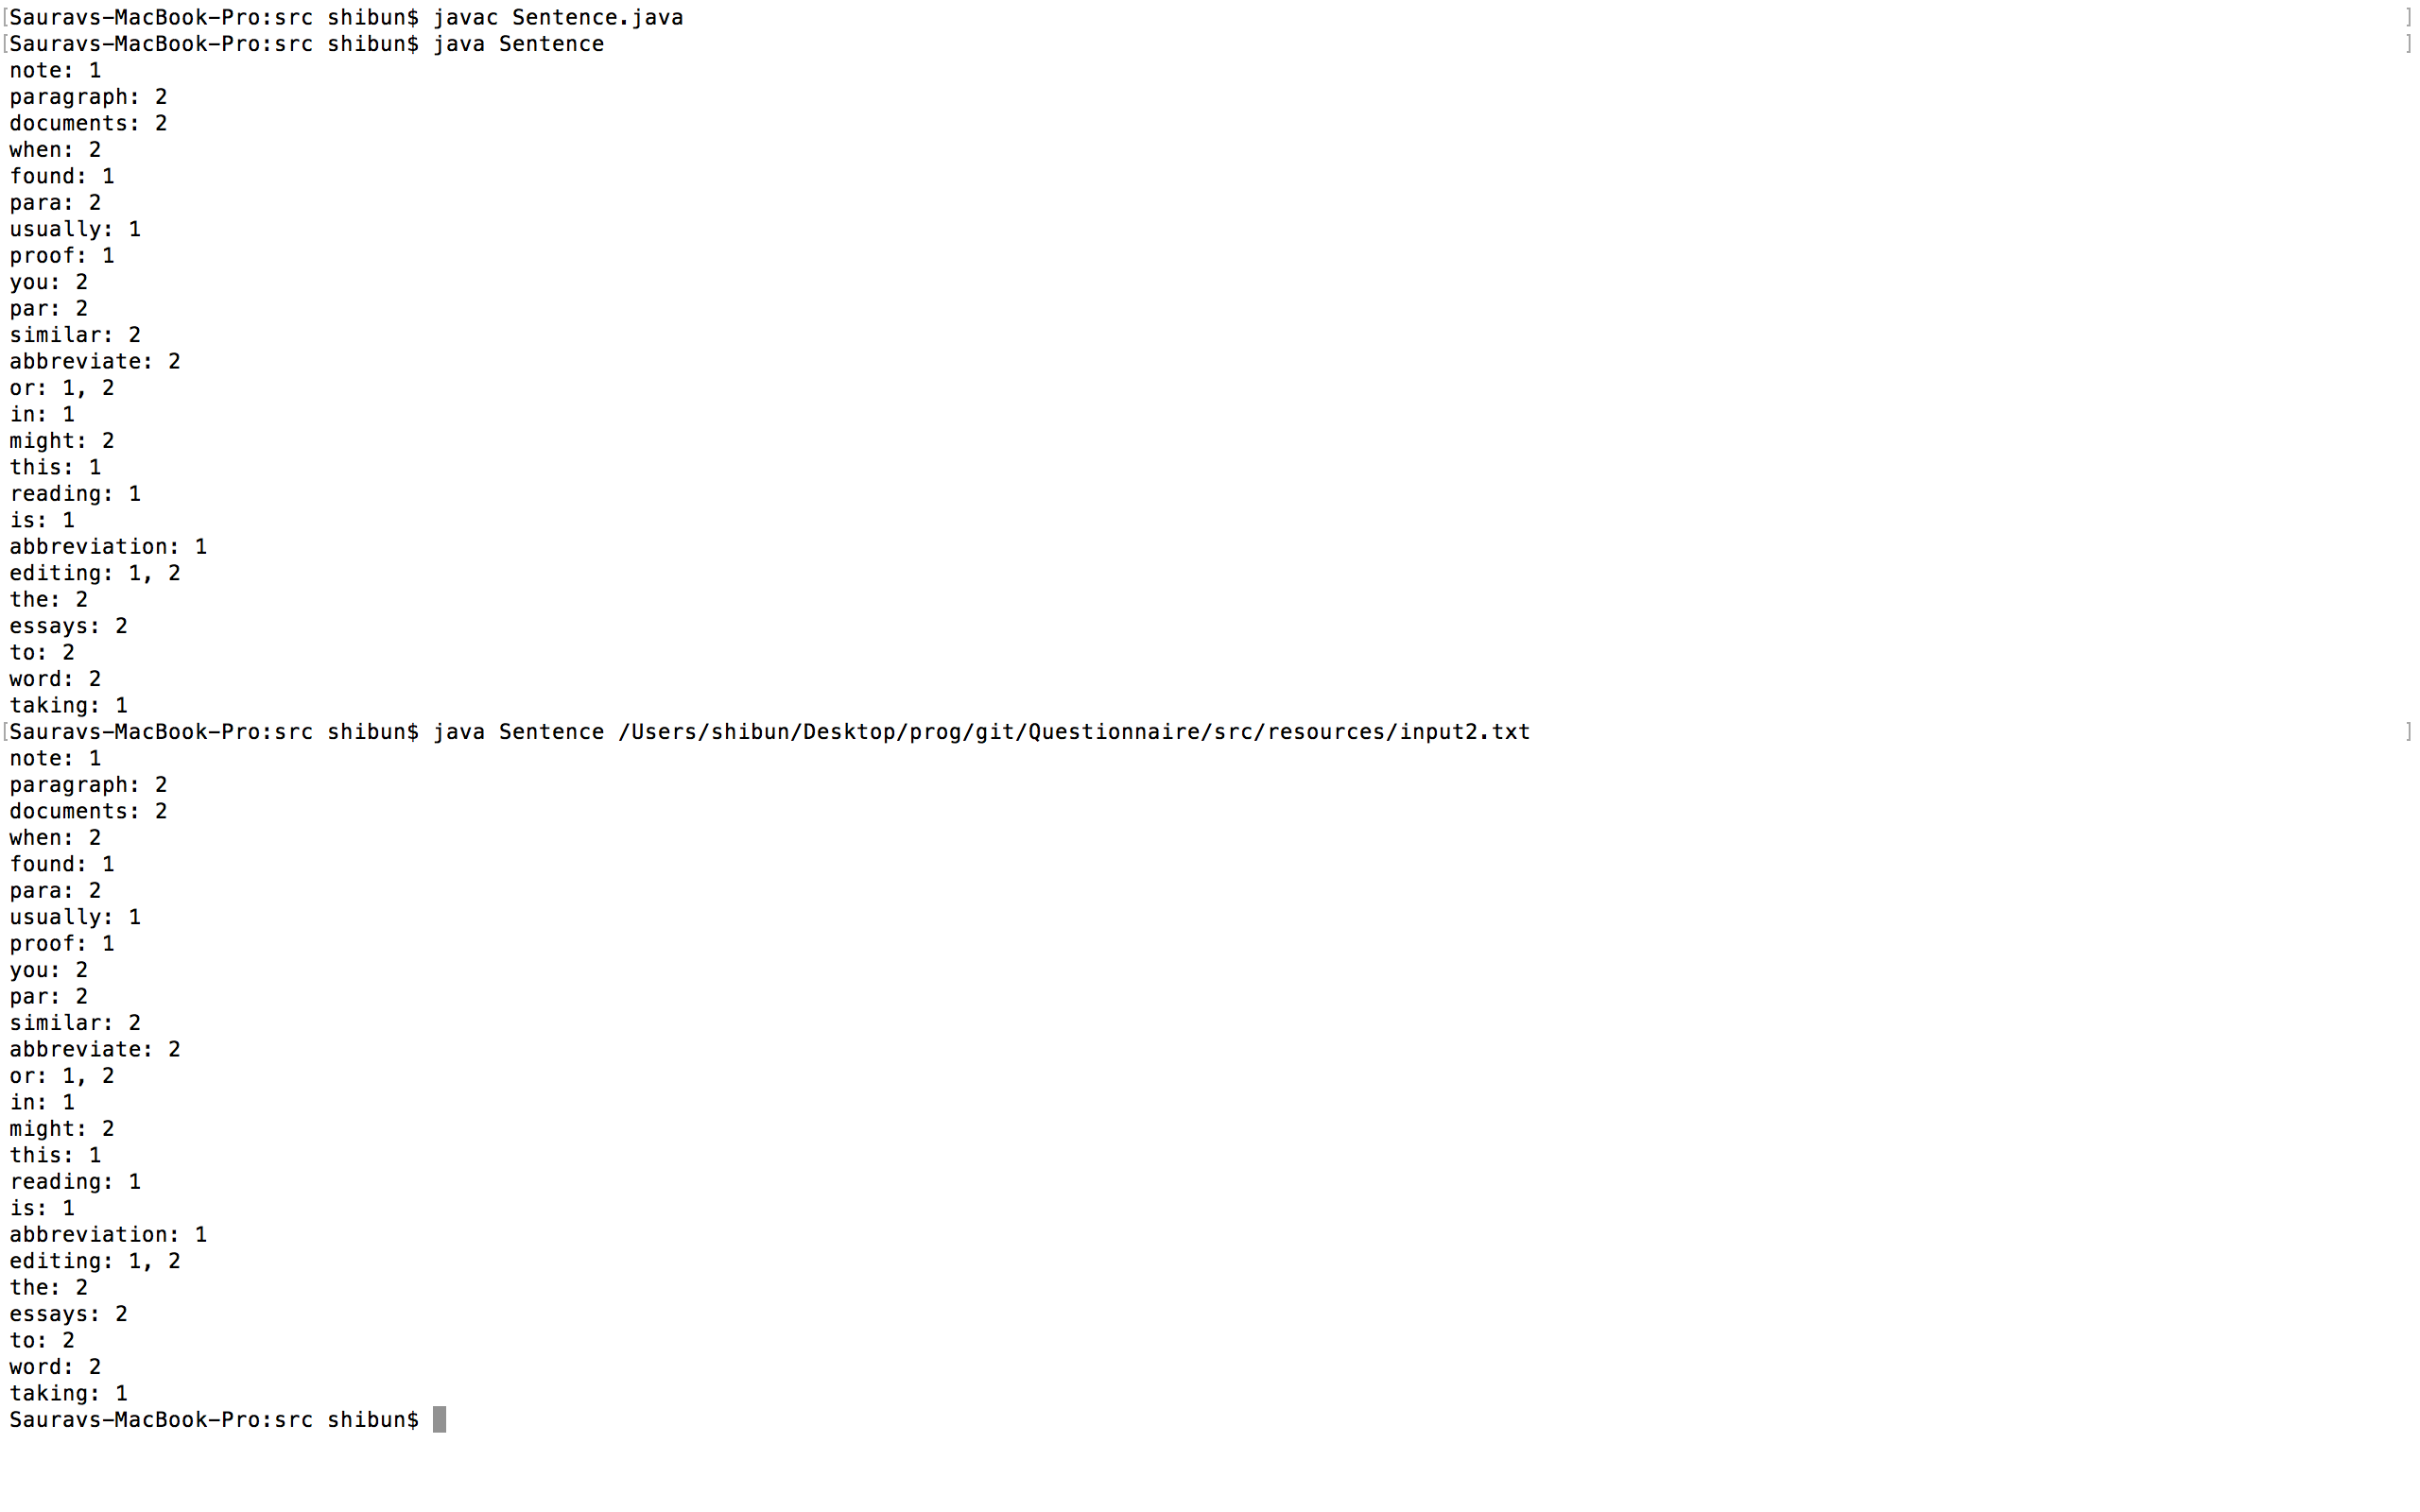 [Sauravs-MacBook-Pro:src shibun$ javac Sentence.java ]
[Sauravs-MacBook-Pro:src shibun$ java Sentence ]
note: 1
paragraph: 2
documents: 2
when: 2
found: 1
para: 2
usually: 1
proof: 1
you: 2
par: 2
similar: 2
abbreviate: 2
or: 1, 2
in: 1
might: 2
this: 1
reading: 1
is: 1
abbreviation: 1
editing: 1, 2
the: 2
essays: 2
to: 2
word: 2
taking: 1
[Sauravs-MacBook-Pro:src shibun$ java Sentence /Users/shibun/Desktop/prog/git/Questionnaire/src/resources/input2.txt ]
note: 1
paragraph: 2
documents: 2
when: 2
found: 1
para: 2
usually: 1
proof: 1
you: 2
par: 2
similar: 2
abbreviate: 2
or: 1, 2
in: 1
might: 2
this: 1
reading: 1
is: 1
abbreviation: 1
editing: 1, 2
the: 2
essays: 2
to: 2
word: 2
taking: 1
Sauravs-MacBook-Pro:src shibun$